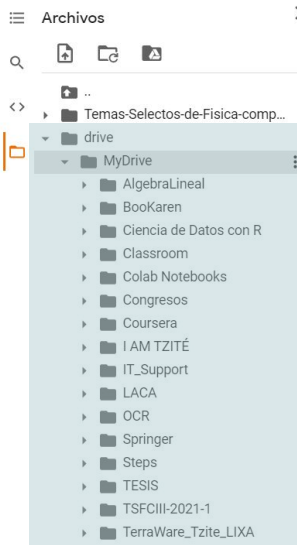 Archivos
..
Temas-Selectos-de-Fisica-comp...
drive
MyDrive
AlgebraLineal
BooKaren
Ciencia de Datos con R
Classroom
Colab Notebooks
Congresos
Coursera
I AM TZITÉ
IT_Support
LACA
OCR
Springer
Steps
TESIS
TSFCIII-2021-1
TerraWare_Tzite_LIXA